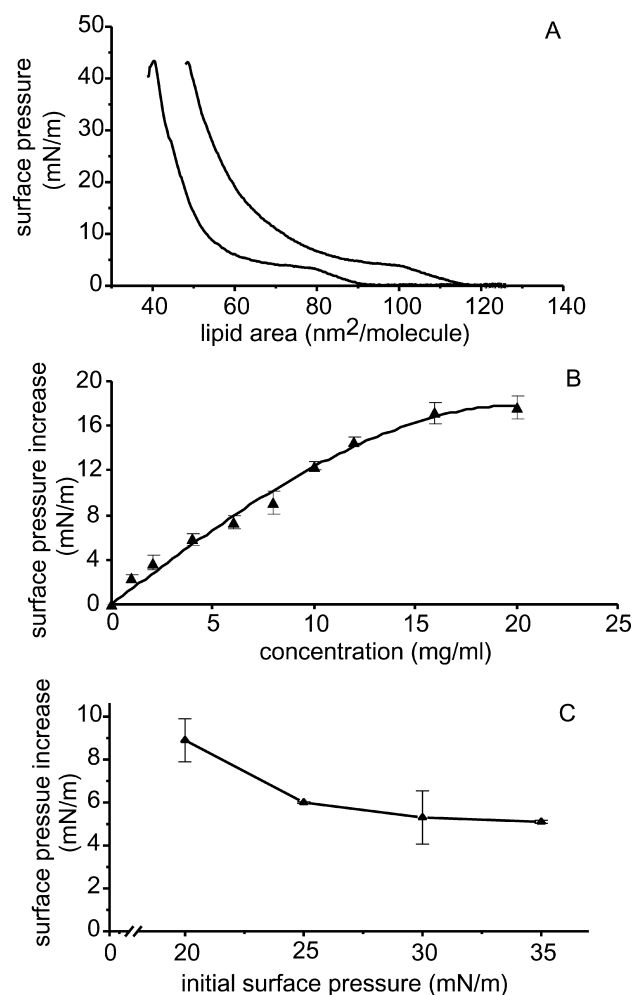 A
surface pressure
(mN/m)
50
40
30
20
10
0
40 60 80 100 120 140
lipid area (nm2/molecule)
B
surface pressure increase
(mN/m)
20
16
12
8
4
0
0 5 10 15 20 25
concentration (mg/ml)
C
surface pressue increase
(mN/m)
10
8
6
4
2
0
0 20 25 30 35
initial surface pressure (mN/m)